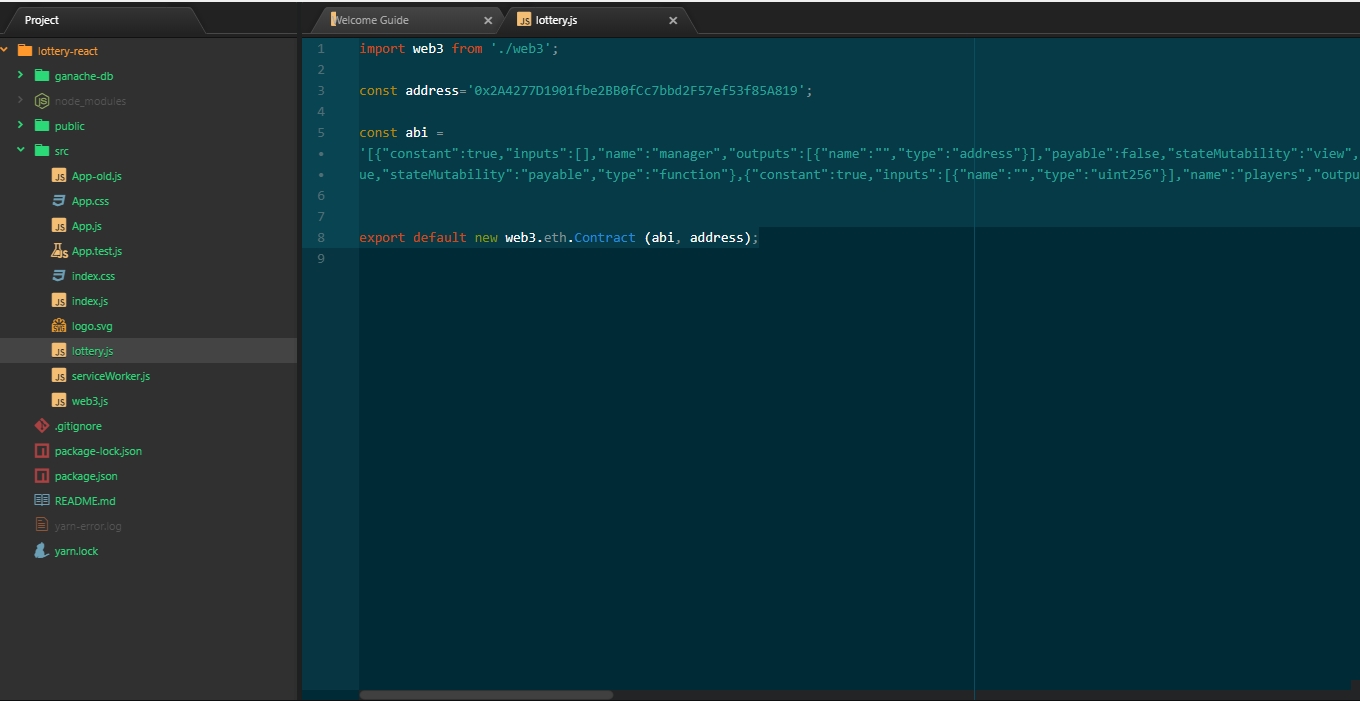 Project
Welcome Guide
lottery.js
lottery-react
ganache-db
node_modules
public
src
App-old.js
App.css
App.js
App.test.js
index.css
index.js
logo.svg
lottery.js
serviceWorker.js
web3.js
.gitignore
package-lock.json
package.json
README.md
yarn-error.log
yarn.lock
1 import web3 from './web3';
2
3 const address='0x2A4277D1901fbe2BB0fCc7bbd2F57ef53f85A819';
4
5 const abi =
'[{"constant":true,"inputs":[],"name":"manager","outputs":[{"name":"","type":"address"}],"payable":false,"stateMutability":"view",
ue,"stateMutability":"payable","type":"function"},{"constant":true,"inputs":[{"name":"","type":"uint256"}],"name":"players","outpu
6
7
8 export default new web3.eth.Contract (abi, address);
9